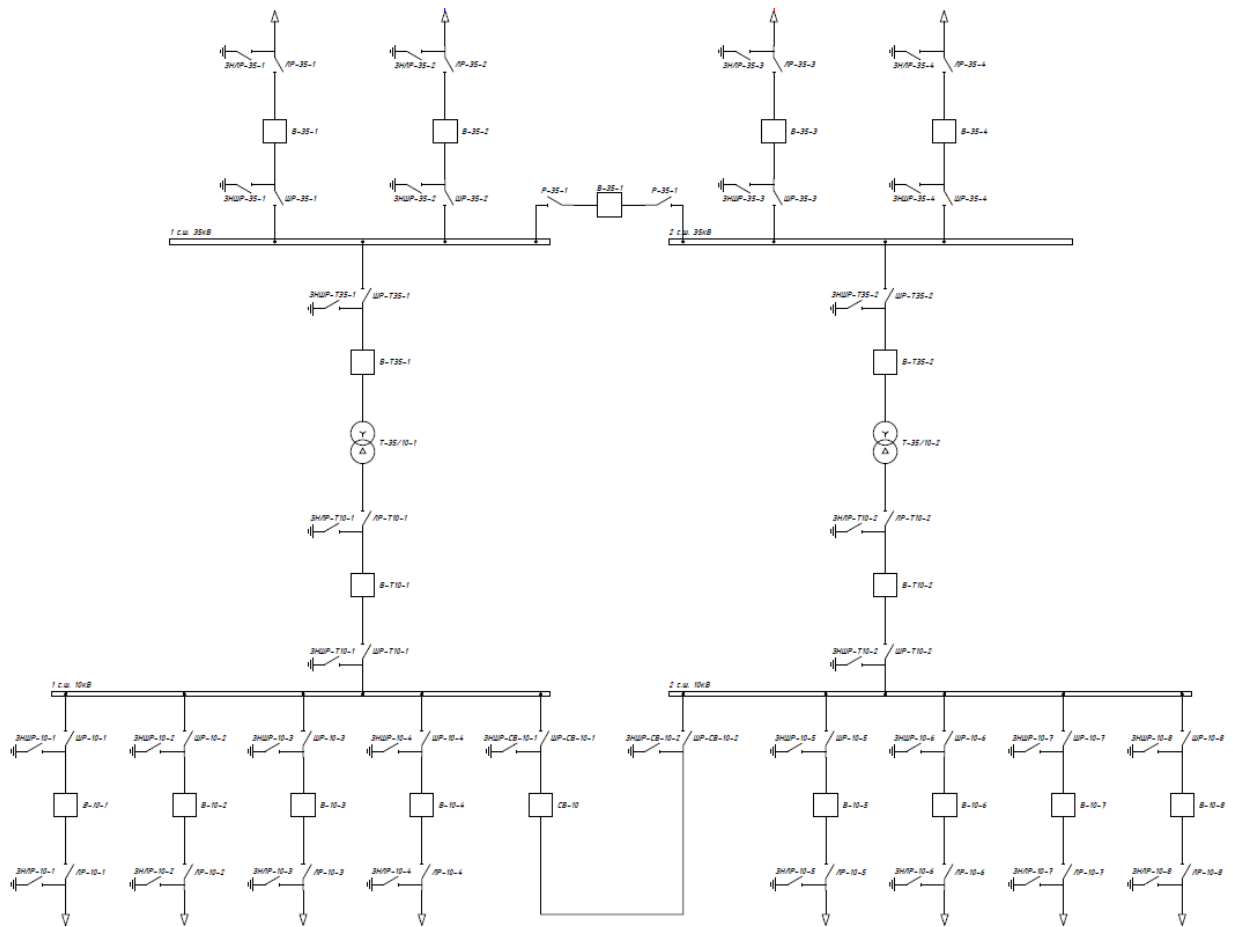 ЗНЛР-35-1
ЛР-35-1
ЗНЛР-35-2
ЛР-35-2
ЗНЛР-35-3
ЛР-35-3
ЗНЛР-35-4
ЛР-35-4
В-35-1
В-35-2
В-35-3
В-35-4
ЗНШР-35-1
ШР-35-1
ЗНШР-35-2
ШР-35-2
Р-35-1
В-35-1
Р-35-1
ЗНШР-35-3
ШР-35-3
ЗНШР-35-4
ШР-35-4
1 с.ш. 35кВ
2 с.ш. 35кВ
ЗНШР-Т35-1
ШР-Т35-1
ЗНШР-Т35-2
ШР-Т35-2
В-Т35-1
В-Т35-2
Т-35/10-1
Т-35/10-2
ЗНЛР-Т10-1
ЛР-Т10-1
ЗНЛР-Т10-2
ЛР-Т10-2
В-Т10-1
В-Т10-2
ЗНШР-Т10-1
ШР-Т10-1
ЗНШР-Т10-2
ШР-Т10-2
1 с.ш. 10кВ
2 с.ш. 10кВ
ЗНШР-10-1
ШР-10-1
ЗНШР-10-2
ШР-10-2
ЗНШР-10-3
ШР-10-3
ЗНШР-10-4
ШР-10-4
ЗНШР-СВ-10-1
ШР-СВ-10-1
ЗНШР-СВ-10-2
ШР-СВ-10-2
ЗНШР-10-5
ШР-10-5
ЗНШР-10-6
ШР-10-6
ЗНШР-10-7
ШР-10-7
ЗНШР-10-8
ШР-10-8
В-10-1
В-10-2
В-10-3
В-10-4
СВ-10
В-10-5
В-10-6
В-10-7
В-10-8
ЗНЛР-10-1
ЛР-10-1
ЗНЛР-10-2
ЛР-10-2
ЗНЛР-10-3
ЛР-10-3
ЗНЛР-10-4
ЛР-10-4
ЗНЛР-10-5
ЛР-10-5
ЗНЛР-10-6
ЛР-10-6
ЗНЛР-10-7
ЛР-10-7
ЗНЛР-10-8
ЛР-10-8